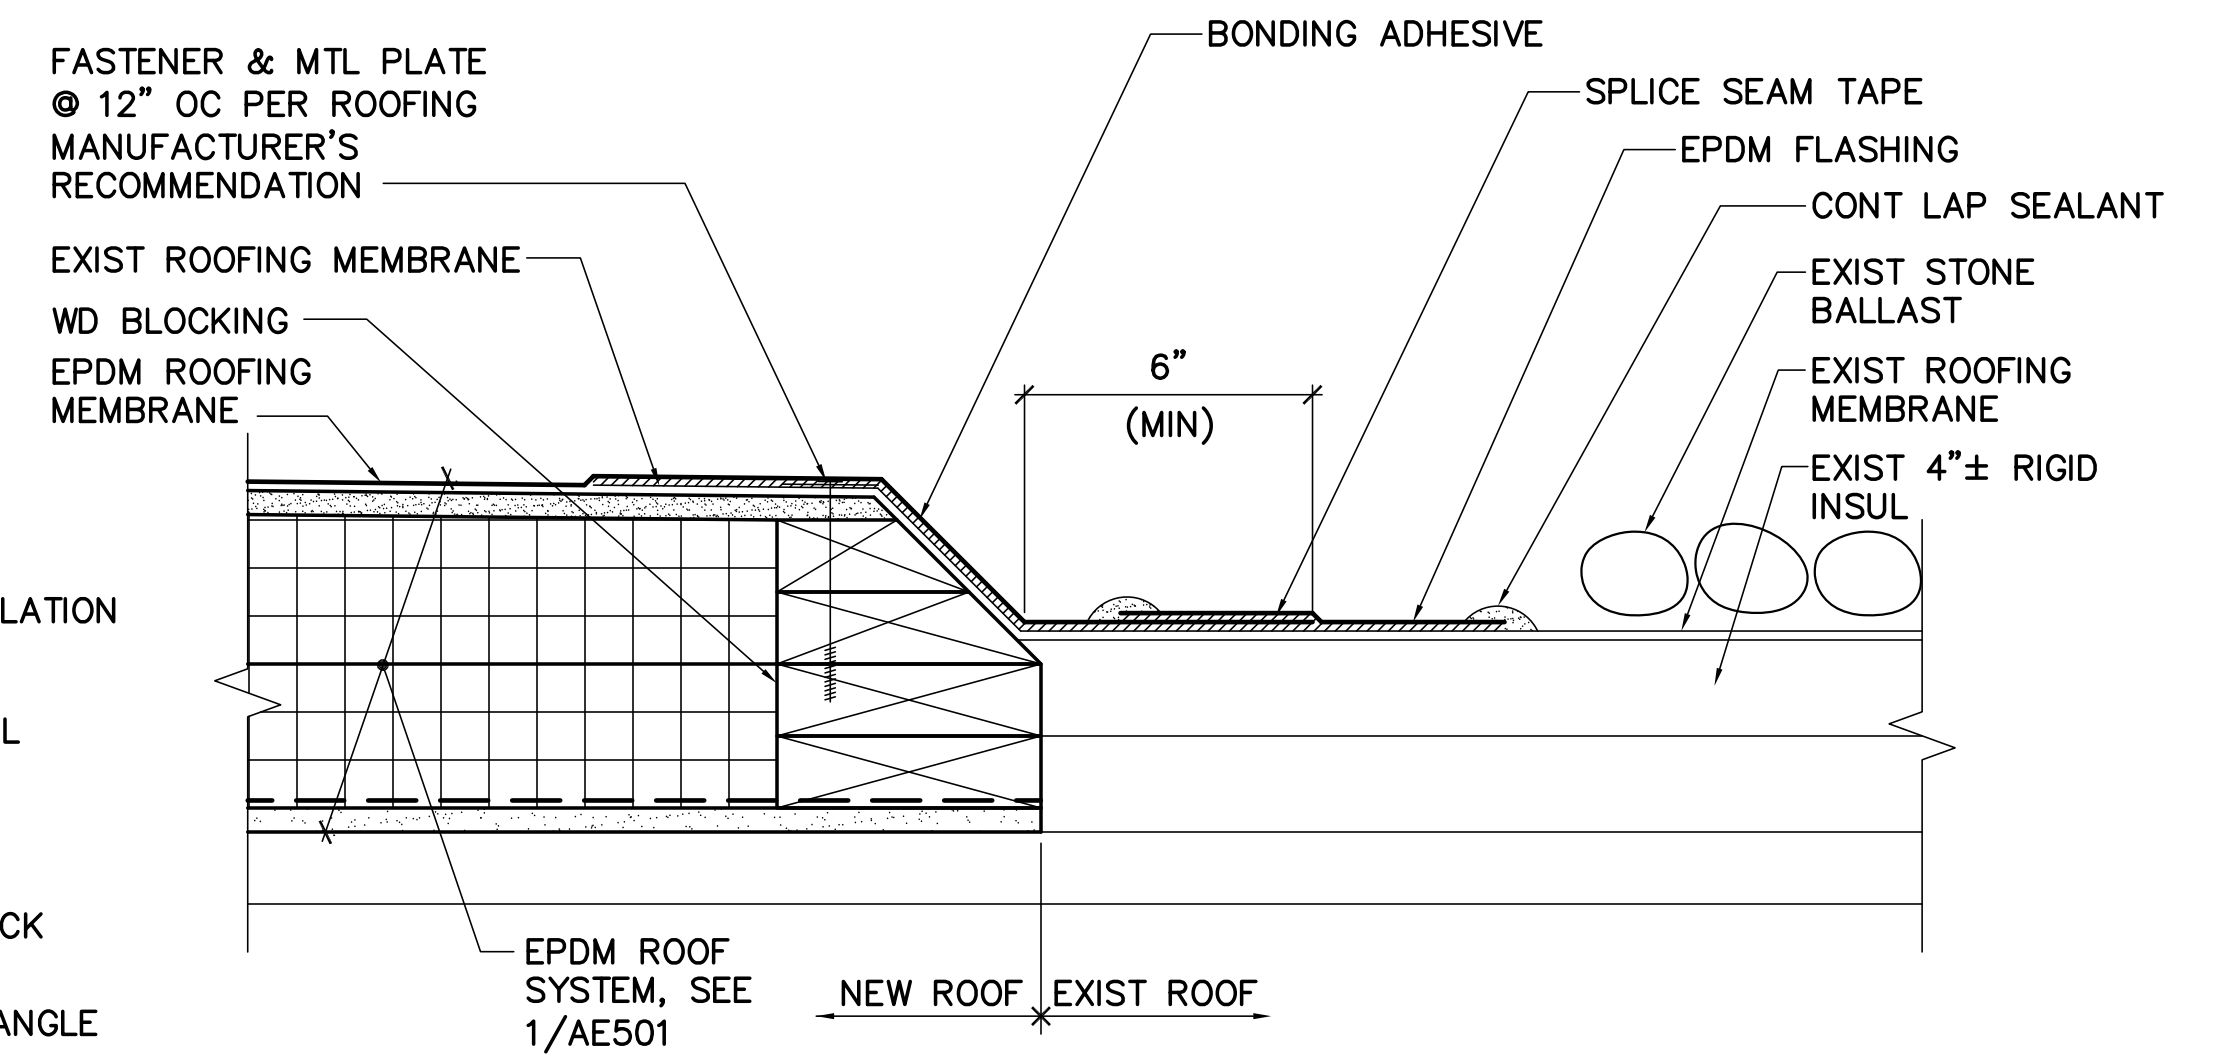 FASTENER & MTL PLATE
@ 12" OC PER ROOFING
MANUFACTURER'S
RECOMMENDATION
EXIST ROOFING MEMBRANE
WD BLOCKING
EPDM ROOFING
MEMBRANE
LATION
L
CK
ANGLE
BONDING ADHESIVE
SPLICE SEAM TAPE
EPDM FLASHING
CONT LAP SEALANT
EXIST STONE
BALLAST
EXIST ROOFING
MEMBRANE
EXIST 4"± RIGID
INSUL
6"
(MIN)
EPDM ROOF
SYSTEM, SEE
1/AE501
NEW ROOF
EXIST ROOF